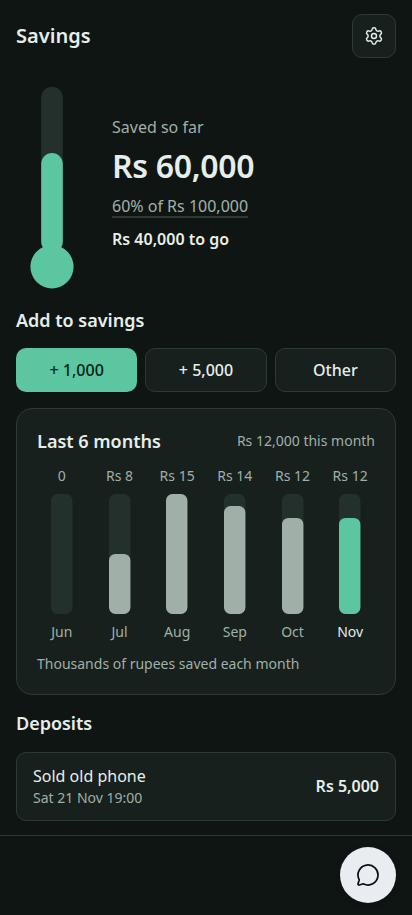 Savings
Saved so far
Rs 60,000
60% of Rs 100,000
Rs 40,000 to go
Add to savings
+ 1,000
+ 5,000
Other
Last 6 months
Rs 12,000 this month
0 Rs 8 Rs 15 Rs 14 Rs 12 Rs 12
Jun Jul Aug Sep Oct Nov
Thousands of rupees saved each month
Deposits
Sold old phone
Rs 5,000
Sat 21 Nov 19:00